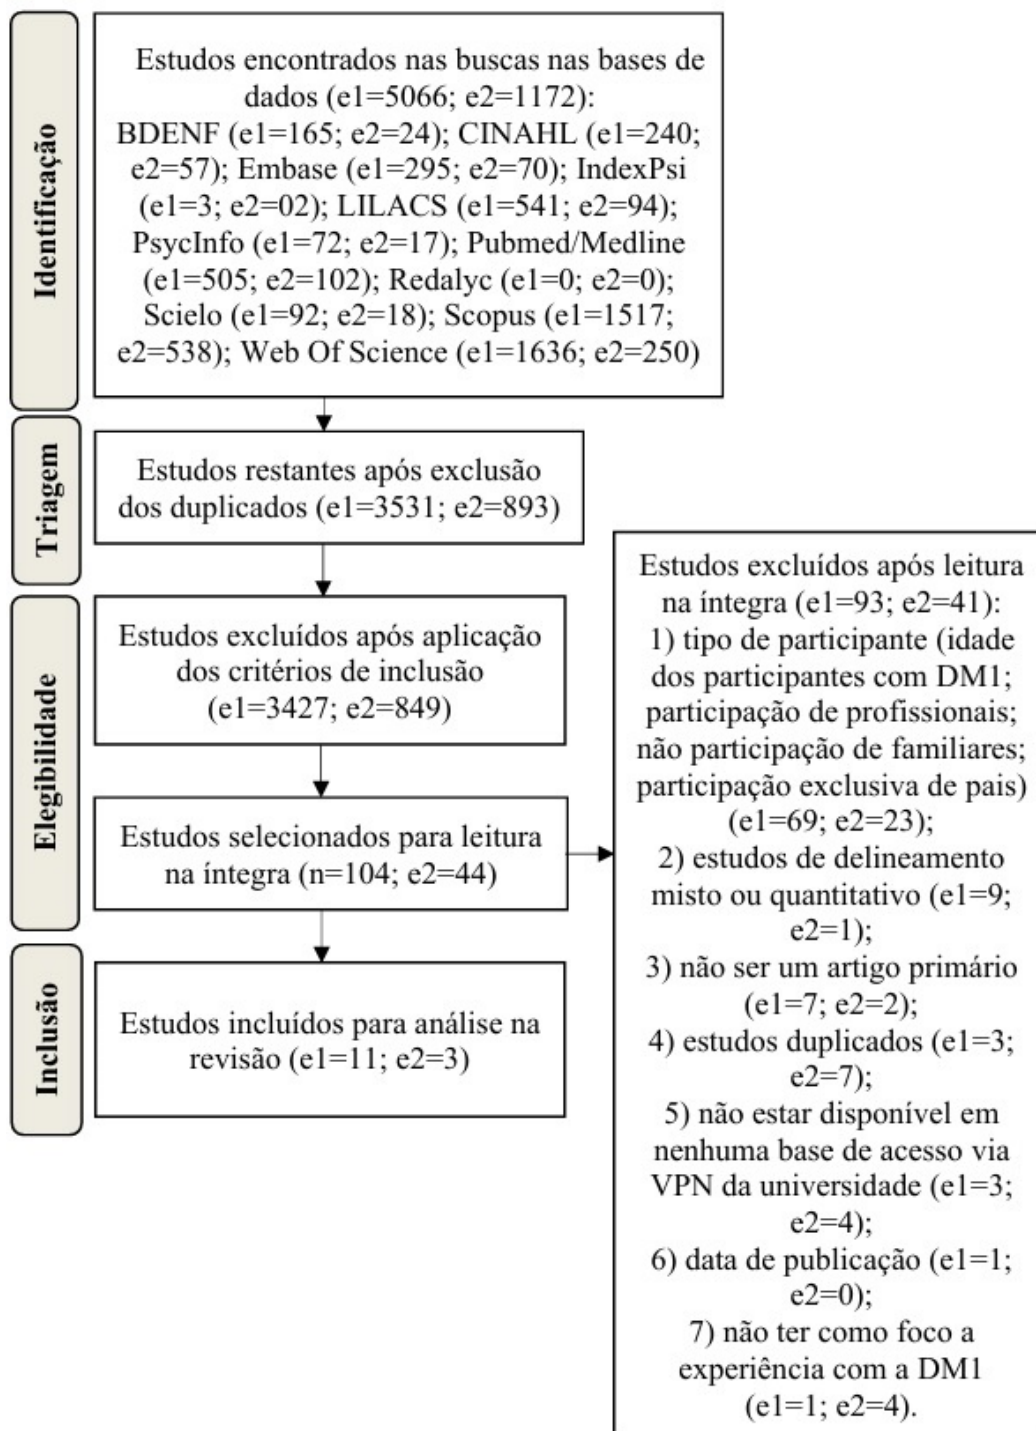 Identificação
Estudos encontrados nas buscas nas bases de
dados (e1=5066; e2=1172):
BDENF (e1=165; e2=24); CINAHL (e1=240;
e2=57); Embase (e1=295; e2=70); IndexPsi
(e1=3; e2=02); LILACS (e1=541; e2=94);
PsycInfo (e1=72; e2=17); Pubmed/Medline
(e1=505; e2=102); Redalyc (e1=0; e2=0);
Scielo (e1=92; e2=18); Scopus (e1=1517;
e2=538); Web Of Science (e1=1636; e2=250)
Triagem
Estudos restantes após exclusão
dos duplicados (e1=3531; e2=893)
Elegibilidade
Estudos excluídos após aplicação
dos critérios de inclusão
(e1=3427; e2=849)
Estudos selecionados para leitura
na íntegra (n=104; e2=44)
Estudos excluídos após leitura
na íntegra (e1=93; e2=41):
1) tipo de participante (idade
dos participantes com DM1;
participação de profissionais;
não participação de familiares;
participação exclusiva de pais)
(e1=69; e2=23);
2) estudos de delineamento
misto ou quantitativo (e1=9;
e2=1);
3) não ser um artigo primário
(e1=7; e2=2);
4) estudos duplicados (e1=3;
e2=7);
5) não estar disponível em
nenhuma base de acesso via
VPN da universidade (e1=3;
e2=4);
6) data de publicação (e1=1;
e2=0);
7) não ter como foco a
experiência com a DM1
(e1=1; e2=4).
Inclusão
Estudos incluídos para análise na
revisão (e1=11; e2=3)